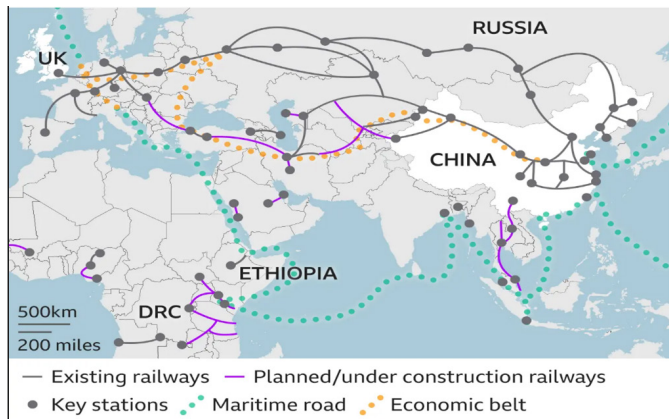 RUSSIA
UK
CHINA
ETHIOPIA
DRC
500km
200 miles
Existing railways
Planned/under construction railways
Key stations
Maritime road
Economic belt